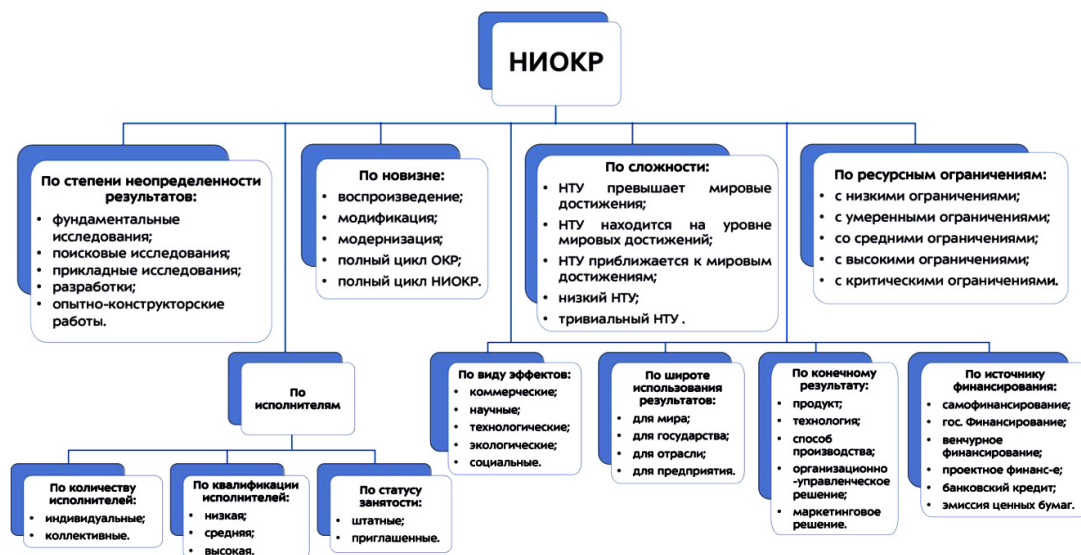 НИОКР
По степени неопределенности
результатов:
• фундаментальные
исследования;
• поисковые исследования;
• прикладные исследования;
• разработки;
• опытно-конструкторские
работы.
По новизне:
• воспроизведение;
• модификация;
• модернизация;
• полный цикл ОКР;
• полный цикл НИОКР.
По сложности:
• НТУ превышает мировые
достижения;
• НТУ находится на уровне
мировых достижений;
• НТУ приближается к мировым
достижениям;
• низкий НТУ;
• тривиальный НТУ .
По ресурсным ограничениям:
• с низкими ограничениями;
• с умеренными ограничениями;
• со средними ограничениями;
• с высокими ограничениями;
• с критическими ограничениями.
По
исполнителям
По количеству
исполнителей:
• индивидуальные;
• коллективные.
По квалификации
исполнителей:
• низкая;
• средняя;
• высокая.
По статусу
занятости:
• штатные;
• приглашенные.
По виду эффектов:
• коммерческие;
• научные;
• технологические;
• экологические;
• социальные.
По широте
использования
результатов:
• для мира;
• для государства;
• для отрасли;
• для предприятия.
По конечному
результату:
• продукт;
• технология;
• способ
производства;
• организационно
-управленческое
решение;
• маркетинговое
решение.
По источнику
финансирования:
• самофинансирование;
• гос. Финансирование;
• венчурное
финансирование;
• проектное финанс-е;
• банковский кредит;
• эмиссия ценных бумаг.